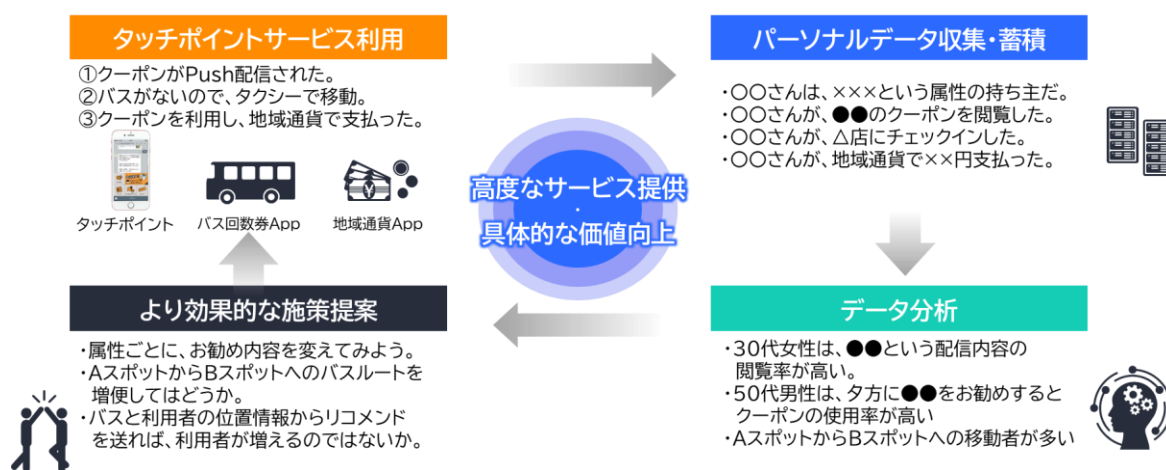 タッチポイントサービス利用
①クーポンがPush配信された。
②バスがないので、タクシーで移動。
③クーポンを利用し、地域通貨で支払った。
タッチポイント
バス回数券App
地域通貨App
パーソナルデータ収集・蓄積
・〇〇さんは、×××という属性の持ち主だ。
・〇〇さんが、●●のクーポンを閲覧した。
・〇〇さんが、△店にチェックインした。
・〇〇さんが、地域通貨で××円支払った。
高度なサービス提供
・
具体的な価値向上
データ分析
・30代女性は、●●という配信内容の
閲覧率が高い。
・50代男性は、夕方に●●をお勧めすると
クーポンの使用率が高い
・AスポットからBスポットへの移動者が多い
より効果的な施策提案
・属性ごとに、お勧め内容を変えてみよう。
・AスポットからBスポットへのバスルートを
増便してはどうか。
・バスと利用者の位置情報からリコメンド
を送れば、利用者が増えるのではないか。